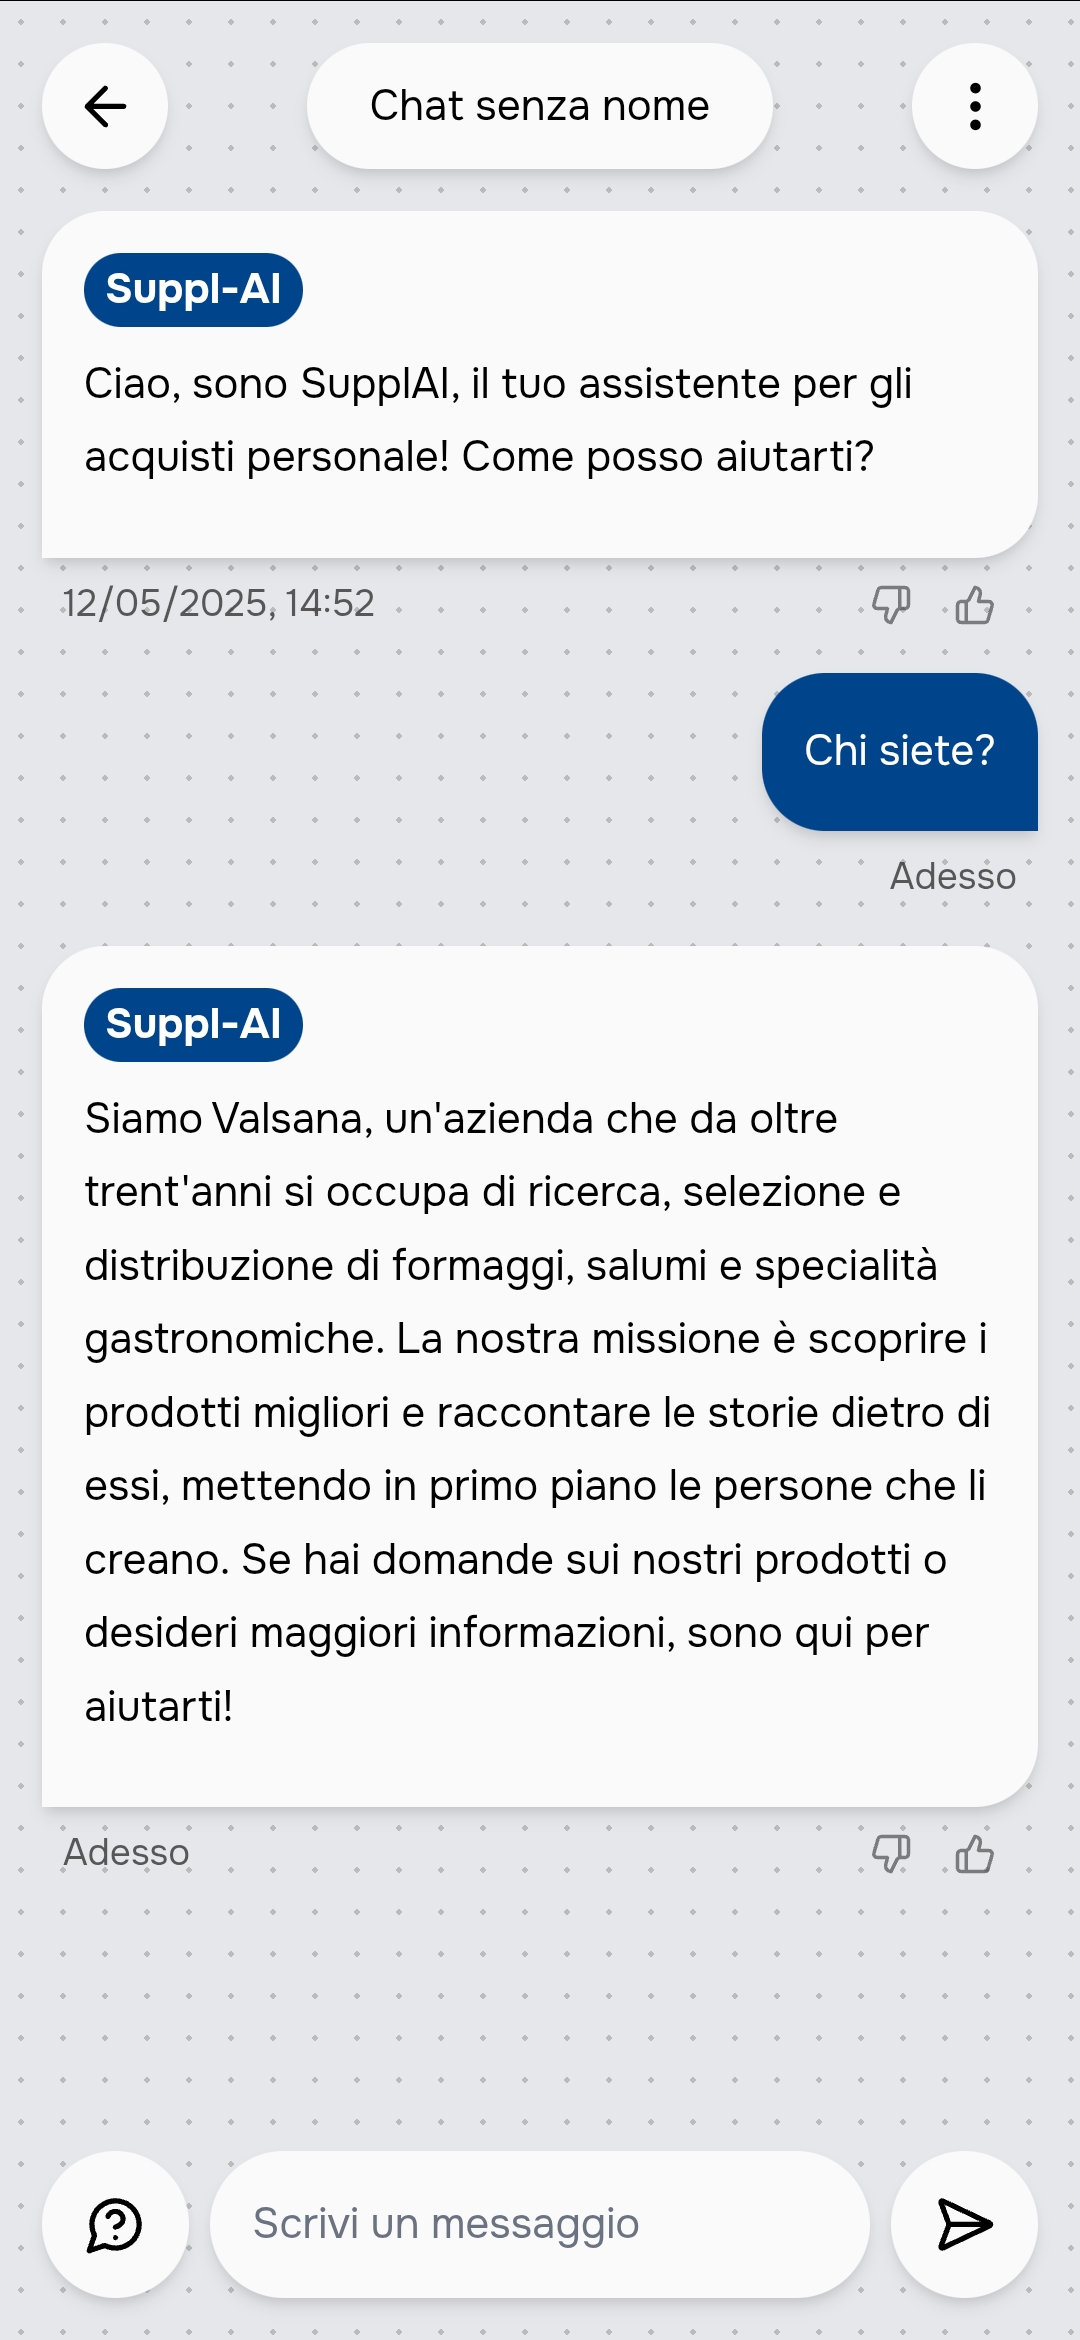 Chat senza nome
Suppl-AI
Ciao, sono SupplAI, il tuo assistente per gli
acquisti personale! Come posso aiutarti?
12/05/2025, 14:52
Chi siete?
Adesso
Suppl-AI
Siamo Valsana, un'azienda che da oltre
trent'anni si occupa di ricerca, selezione e
distribuzione di formaggi, salumi e specialità
gastronomiche. La nostra missione è scoprire i
prodotti migliori e raccontare le storie dietro di
essi, mettendo in primo piano le persone che li
creano. Se hai domande sui nostri prodotti o
desideri maggiori informazioni, sono qui per
aiutarti!
Adesso
Scrivi un messaggio